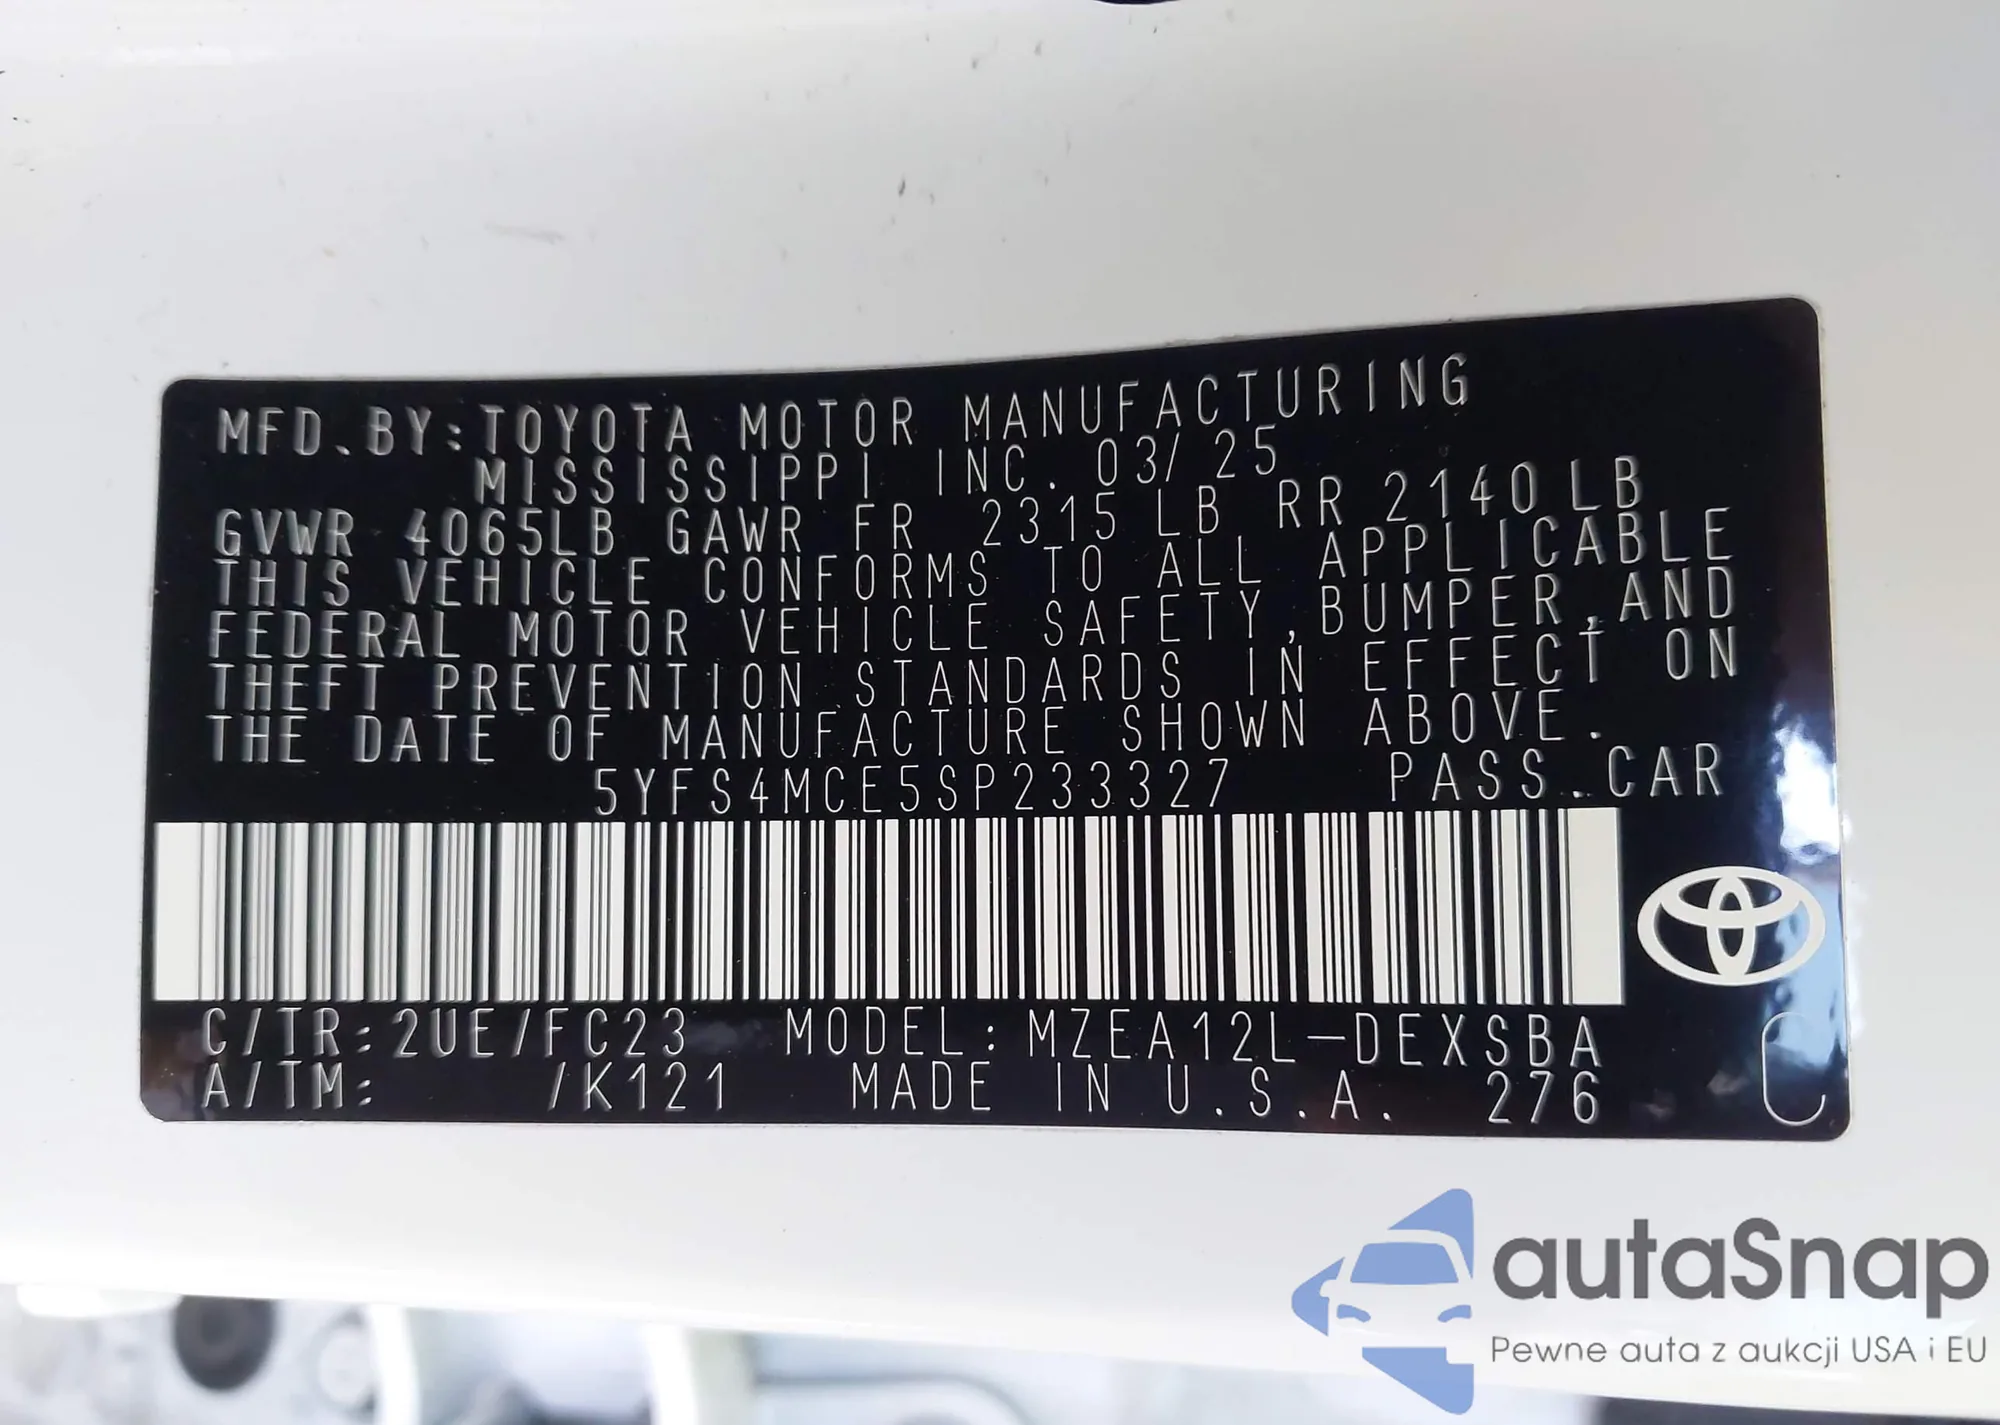 MFD.BY:TOYOTA MOTOR MANUFACTURING
MISSISSIPPI INC. 03/25
GVWR 4065LB GAWR FR 2315 LB RR 2140LB
THIS VEHICLE CONFORMS TO ALL APPLICABLE
FEDERAL MOTOR VEHICLE SAFETY,BUMPER,AND
THEFT PREVENTION STANDARDS IN EFFECT ON
THE DATE OF MANUFACTURE SHOWN ABOVE.
5YFS4MCE5SP233327 PASS.CAR
C/TR:2UE/FC23 MODEL:MZEA12L-DEXSBA
A/TM: /K121 MADE IN U.S.A. 276
C
autaSnap
Pewne auta z aukcji USA i EU